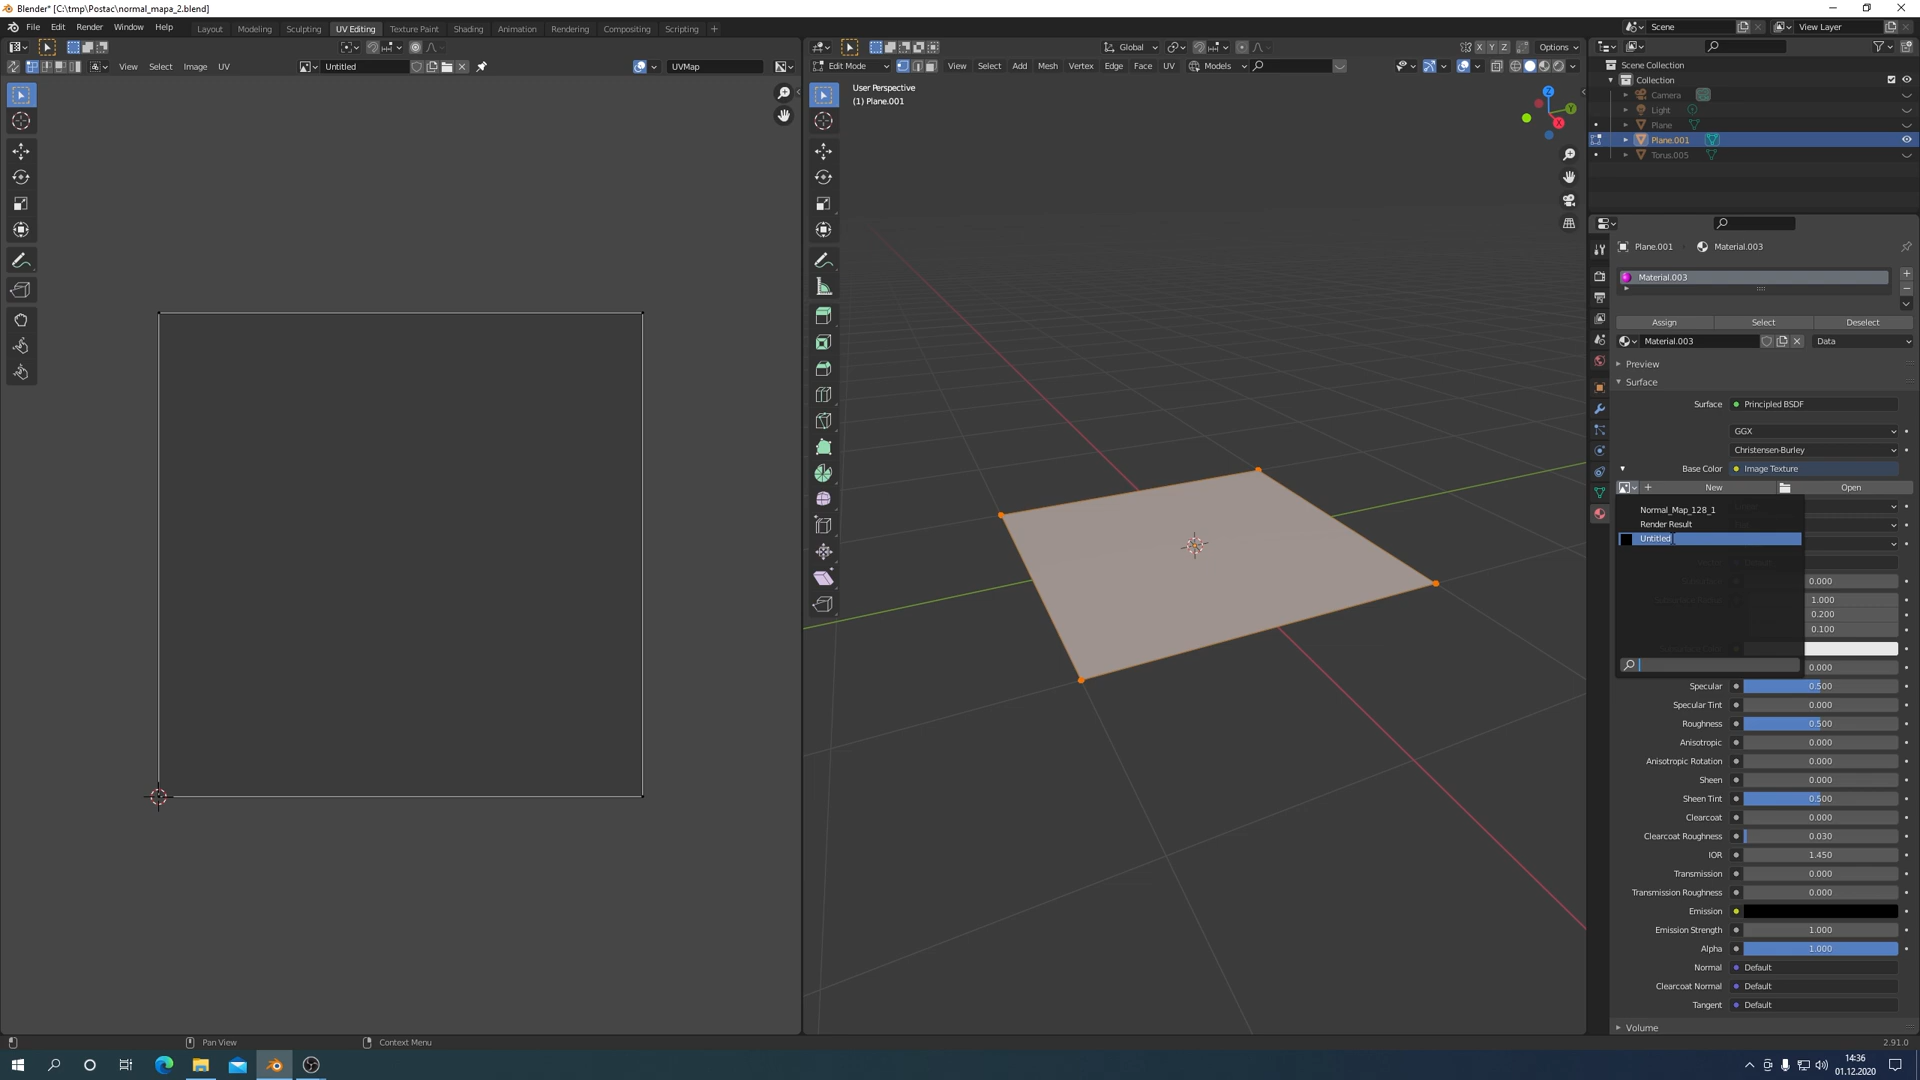 Blender* [C:\tmp\Postac\normal_mapa_2.blend]
File Edit Render Window Help
Layout Modeling Sculpting UV Editing Texture Paint Shading Animation Rendering Compositing Scripting +
Scene
View Layer
Global
X Y Z
Options
View Select Image UV
Untitled
UVMap
Edit Mode
View Select Add Mesh Vertex Edge Face UV
Models
User Perspective
(1) Plane.001
Z
Y
X
Scene Collection
Collection
Camera
Light
Plane
Plane.001
Torus.005
Plane.001 Material.003
Material.003
Assign Select Deselect
Material.003
Data
Preview
Surface
Surface Principled BSDF
GGX
Christensen-Burley
Base Color Image Texture
New Open
Normal_Map_128_1
Render Result
Untitled
0.000
1.000
0.200
0.100
0.000
Specular 0.500
Specular Tint 0.000
Roughness 0.500
Anisotropic 0.000
Anisotropic Rotation 0.000
Sheen 0.000
Sheen Tint 0.500
Clearcoat 0.000
Clearcoat Roughness 0.030
IOR 1.450
Transmission 0.000
Transmission Roughness 0.000
Emission
Emission Strength 1.000
Alpha 1.000
Normal Default
Clearcoat Normal Default
Tangent Default
Volume
Pan View
Context Menu
2.91.0
14:36
01.12.2020